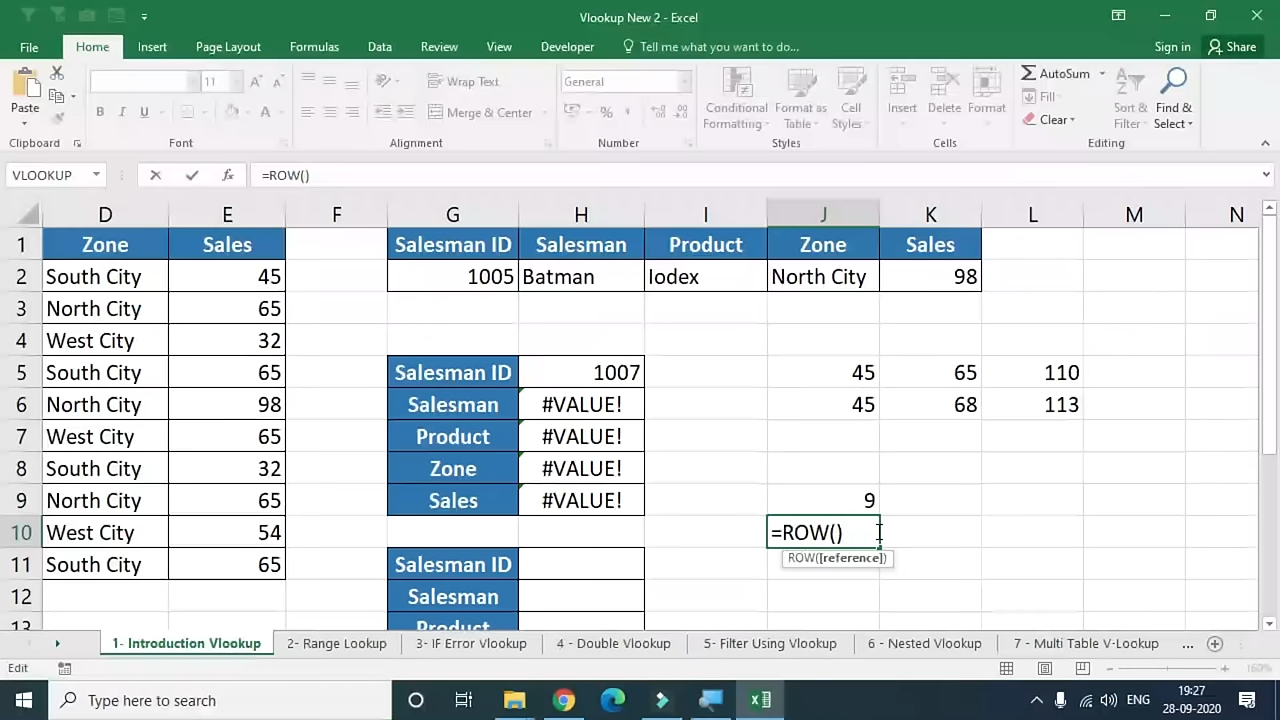 Vlookup New 2 - Excel
File Home Insert Page Layout Formulas Data Review View Developer Tell me what you want to do... Sign in Share
Paste
Clipboard
11 A A
B I U A
Font
Wrap Text
Merge & Center
Alignment
General
% ,
Number
Conditional Formatting
Format as Table
Cell Styles
Styles
Insert Delete Format
Cells
AutoSum
Fill
Clear
Sort & Filter
Find & Select
Editing
VLOOKUP fx =ROW()
D E F G H I J K L M N
1 Zone Sales Salesman ID Salesman Product Zone Sales
2 South City 45 1005 Batman Iodex North City 98
3 North City 65
4 West City 32
5 South City 65 Salesman ID 1007 45 65 110
6 North City 98 Salesman #VALUE! 45 68 113
7 West City 65 Product #VALUE!
8 South City 32 Zone #VALUE!
9 North City 65 Sales #VALUE! 9
10 West City 54 =ROW()
ROW([reference])
11 South City 65 Salesman ID
12 Salesman
13 Product
1- Introduction Vlookup 2- Range Lookup 3- IF Error Vlookup 4 - Double Vlookup 5- Filter Using Vlookup 6 - Nested Vlookup 7 - Multi Table V-Lookup ...
Edit 160%
Type here to search ENG 19:27
28-09-2020